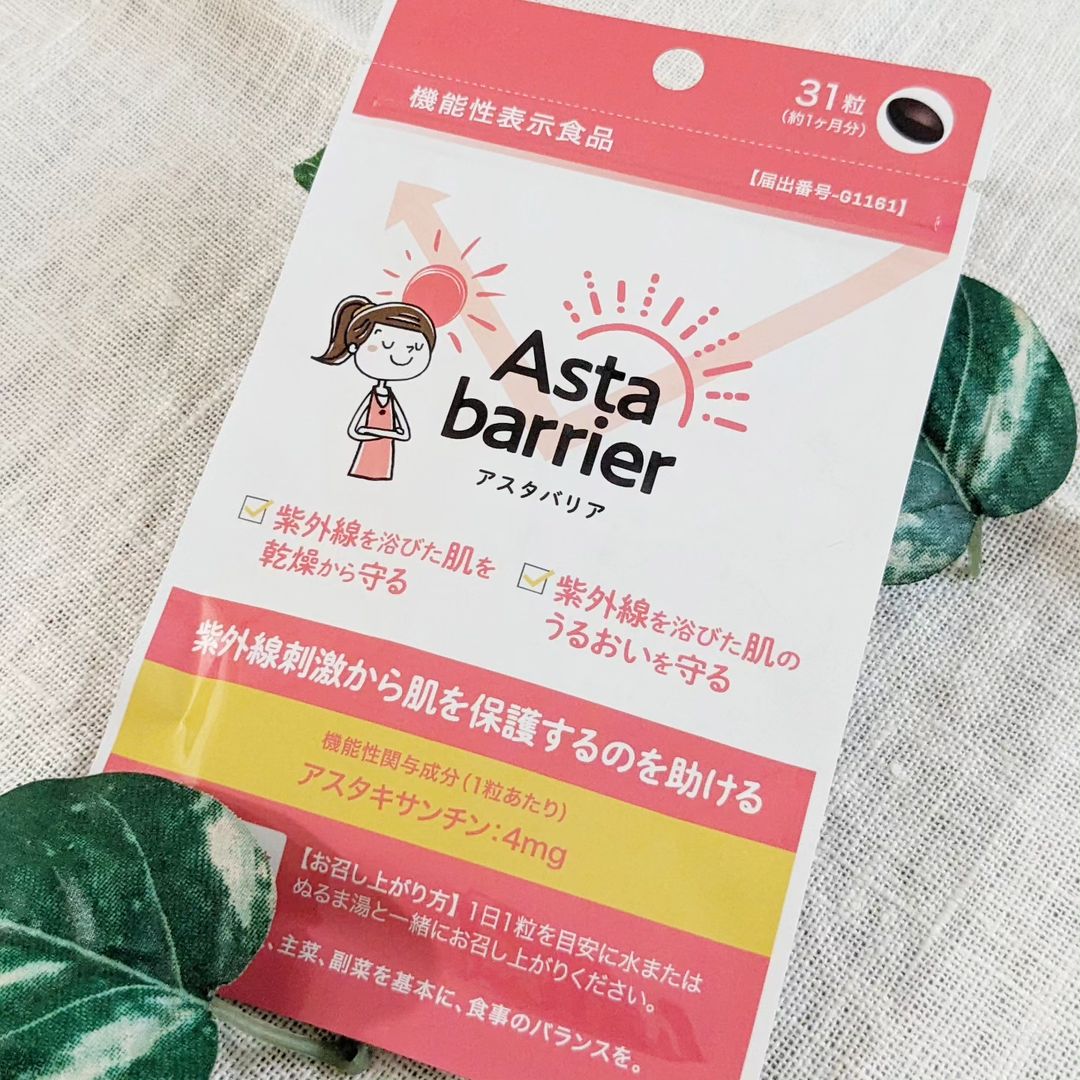 機能性表示食品
31粒
(約1ヶ月分)
【届出番号-G1161】
Asta
barrier
アスタバリア
紫外線を浴びた肌を
乾燥から守る
紫外線を浴びた肌の
うるおいを守る
紫外線刺激から肌を保護するのを助ける
機能性関与成分(1粒あたり)
アスタキサンチン:4mg
【お召し上がり方】1日1粒を目安に水または
ぬるま湯と一緒にお召し上がりください。
、主菜、副菜を基本に、食事のバランスを。